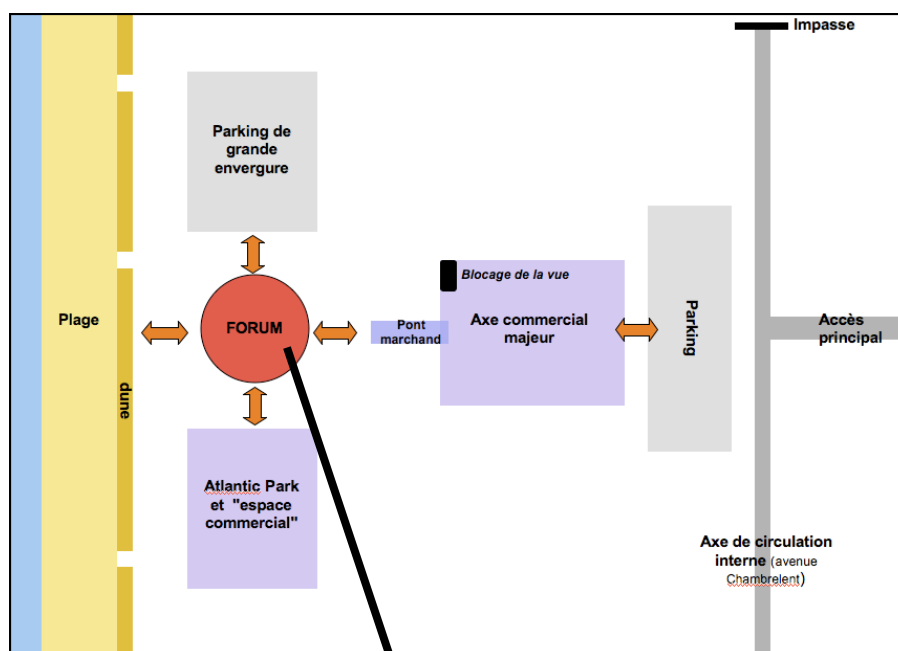 Impasse
Parking de
grande
envergure
Blocage de la vue
Plage
FORUM
Pont
marchand
Axe commercial
majeur
Parking
Accès
principal
dune
Atlantic Park
et "espace
commercial"
Axe de circulation
interne (avenue
Chambrelent)